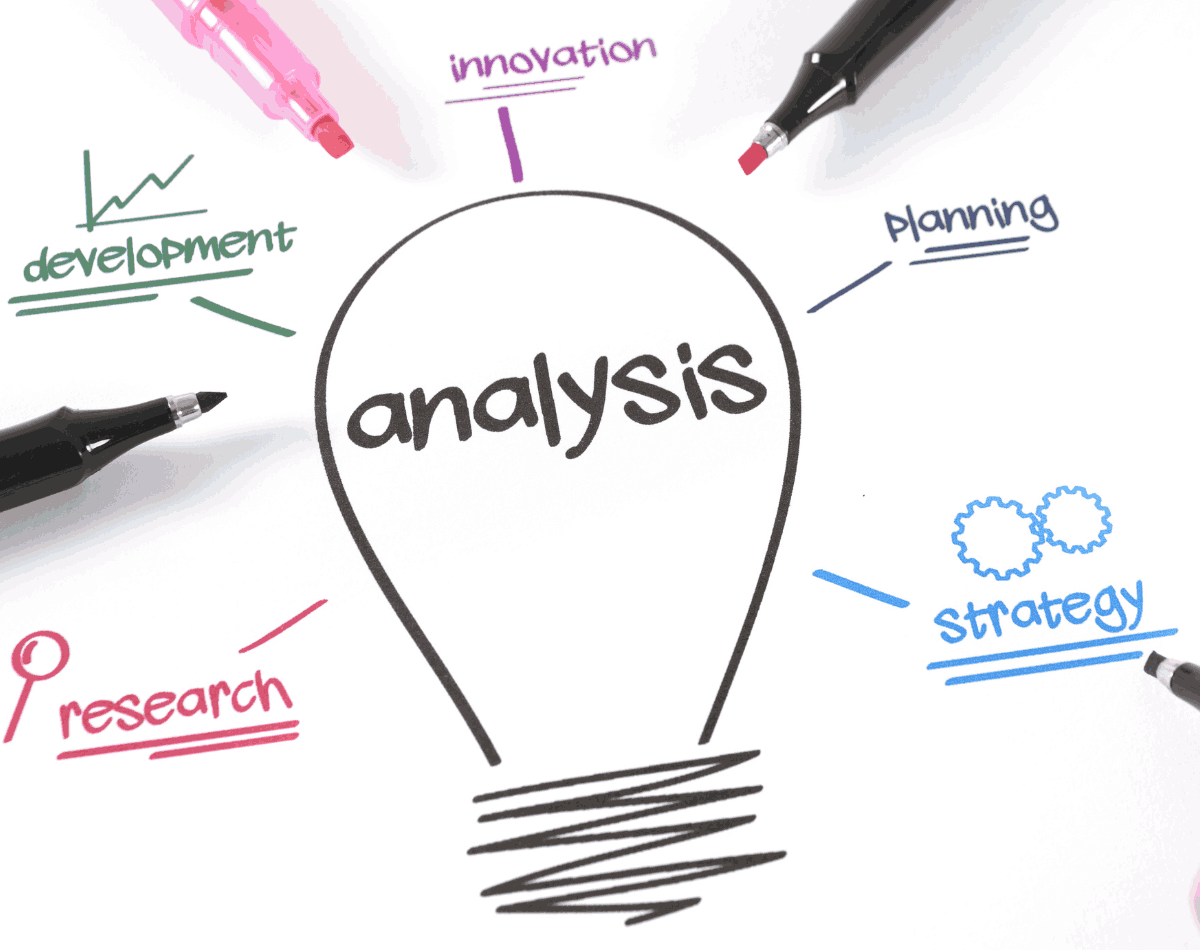 innovation
development
planning
analysis
strategy
research